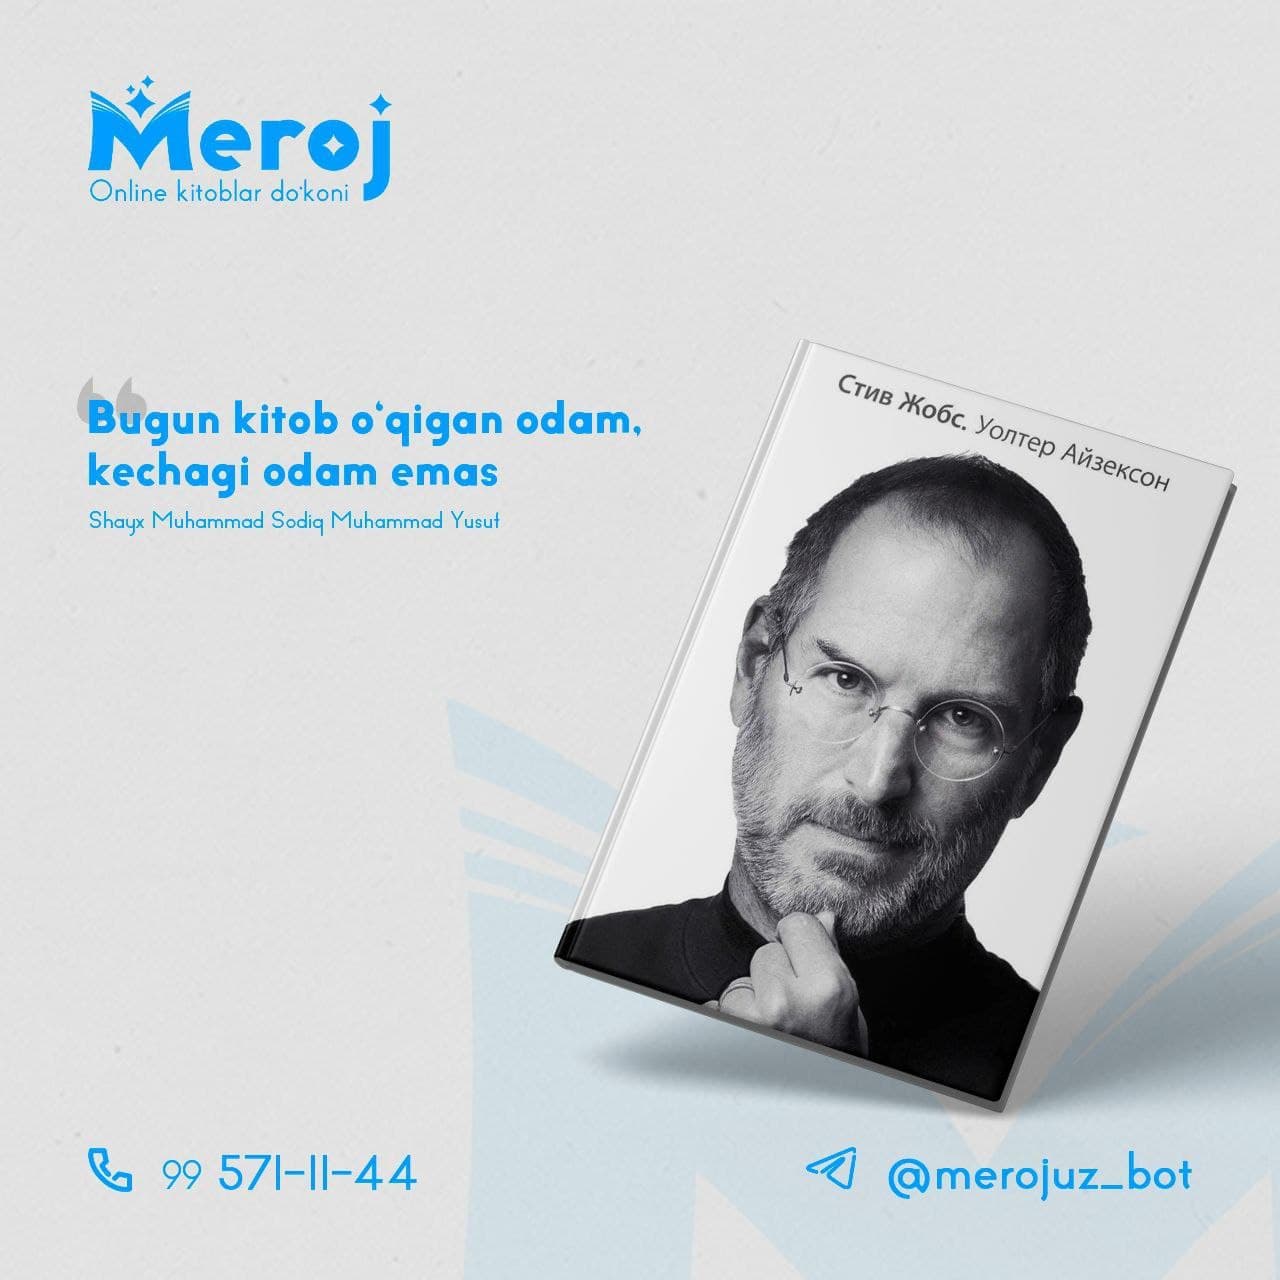 Meroj
Online kitoblar do‘koni
Bugun kitob o‘qigan odam,
kechagi odam emas
Shayx Muhammad Sodiq Muhammad Yusuf
Стив Жобс. Уолтер Айзексон
99 571-11-44
@merojuz_bot